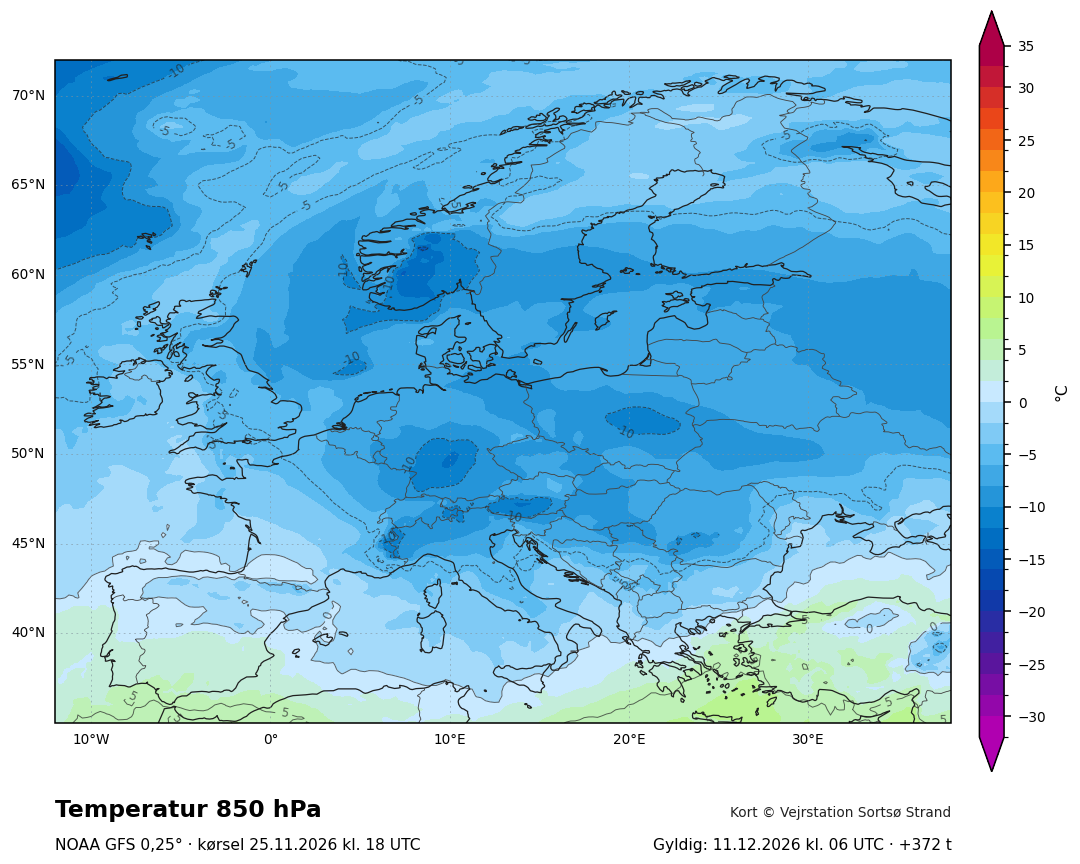 70°N
65°N
60°N
55°N
50°N
45°N
40°N
10°W
0°
10°E
20°E
30°E
35
30
25
20
15
10
5
0
−5
−10
−15
−20
−25
−30
°C
Temperatur 850 hPa
Kort © Vejrstation Sortsø Strand
NOAA GFS 0,25° · kørsel 25.11.2026 kl. 18 UTC
Gyldig: 11.12.2026 kl. 06 UTC · +372 t